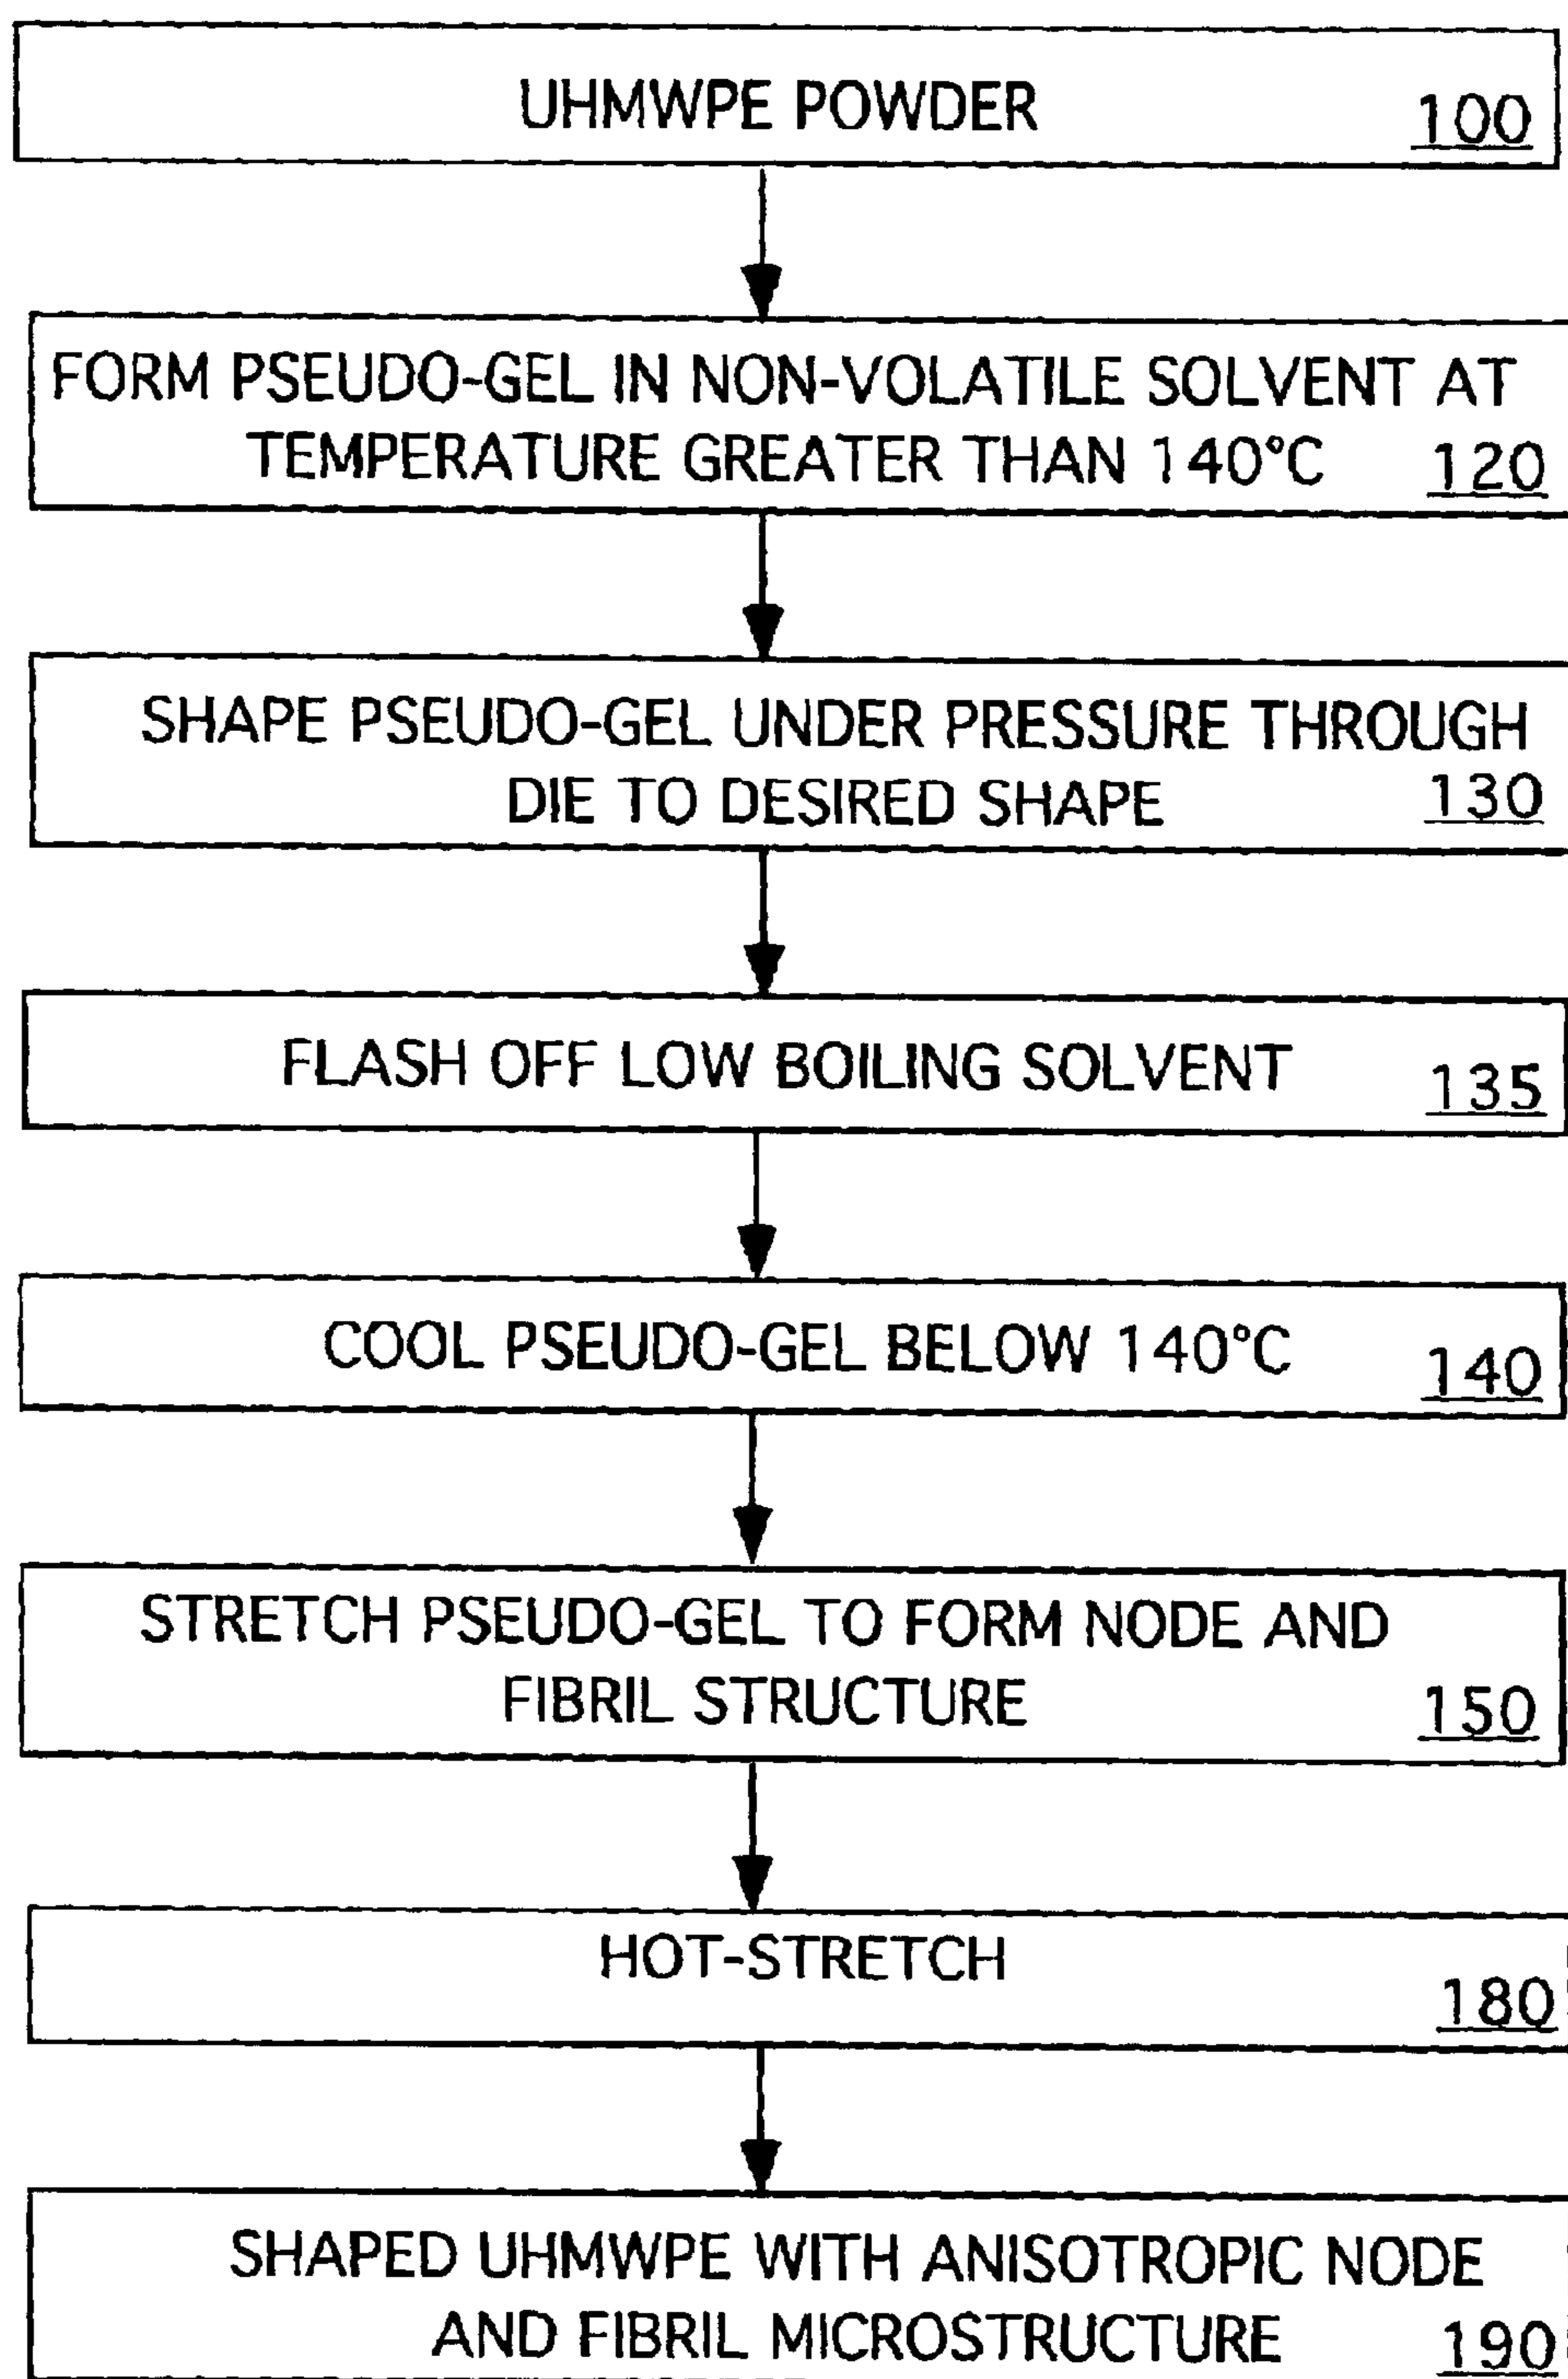 UHMWPE POWDER
100
FORM PSEUDO-GEL IN NON-VOLATILE SOLVENT AT
TEMPERATURE GREATER THAN 140°C
120
SHAPE PSEUDO-GEL UNDER PRESSURE THROUGH
DIE TO DESIRED SHAPE
130
FLASH OFF LOW BOILING SOLVENT
135
COOL PSEUDO-GEL BELOW 140°C
140
STRETCH PSEUDO-GEL TO FORM NODE AND
FIBRIL STRUCTURE
150
HOT-STRETCH
180
SHAPED UHMWPE WITH ANISOTROPIC NODE
AND FIBRIL MICROSTRUCTURE
190